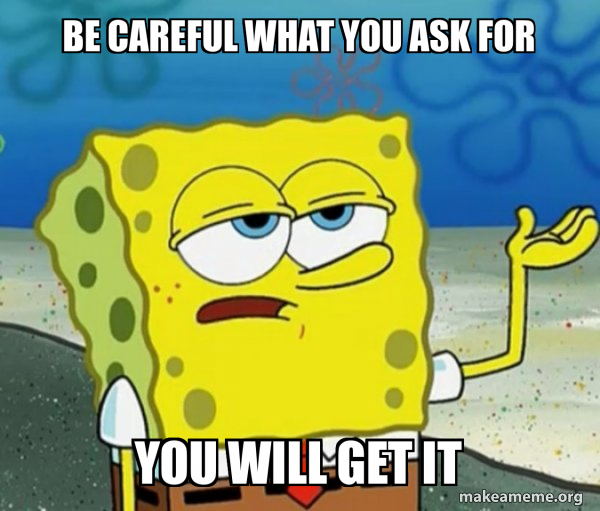 BE CAREFUL WHAT YOU ASK FOR
YOU WILL GET IT
makeameme.org